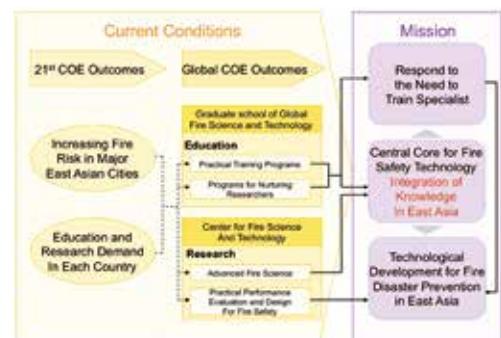 Current Conditions
Mission
21st COE Outcomes
Global COE Outcomes
Increasing Fire
Risk in Major
East Asian Cities
Education and
Research Demand
In Each Country
Graduate school of Global
Fire Science and Technology
Education
Practical Training Programs
Programs for Nurturing
Researchers
Center for Fire Science
And Technology
Research
Advanced Fire Science
Practical Performance
Evaluation and Design
For Fire Safety
Respond to
the Need to
Train Specialist
Central Core for Fire
Safety Technology
Integration of
Knowledge
In East Asia
Technological
Development for Fire
Disaster Prevention
in East Asia